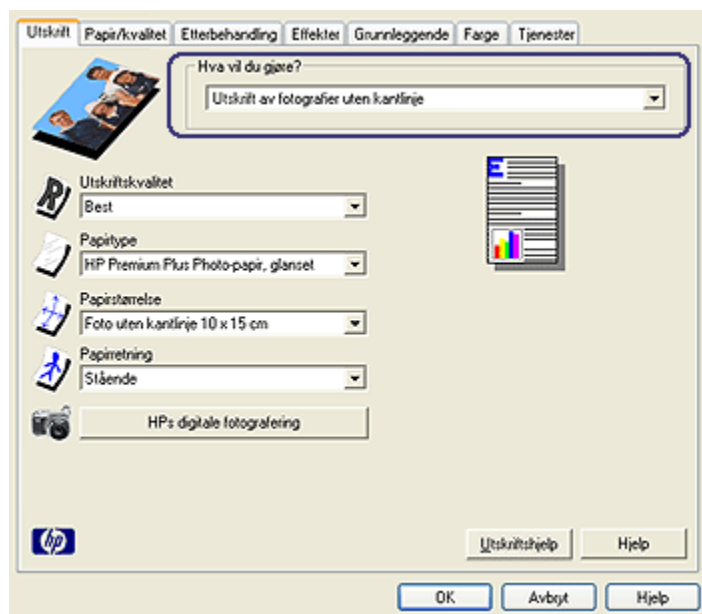 Utskrift Papir/kvalitet Etterbehandling Effekter Grunnleggende Farge Tjenester
Hva vil du gjøre?
Utskrift av fotografier uten kantlinje
Utskriftskvalitet
Best
Papirtype
HP Premium Plus Photo-papir, glanset
Papirstørrelse
Foto uten kantlinje 10 x 15 cm
Papirretning
Stående
HPs digitale fotografering
E
hp
Utskriftshjelp Hjelp
OK Avbryt Hjelp